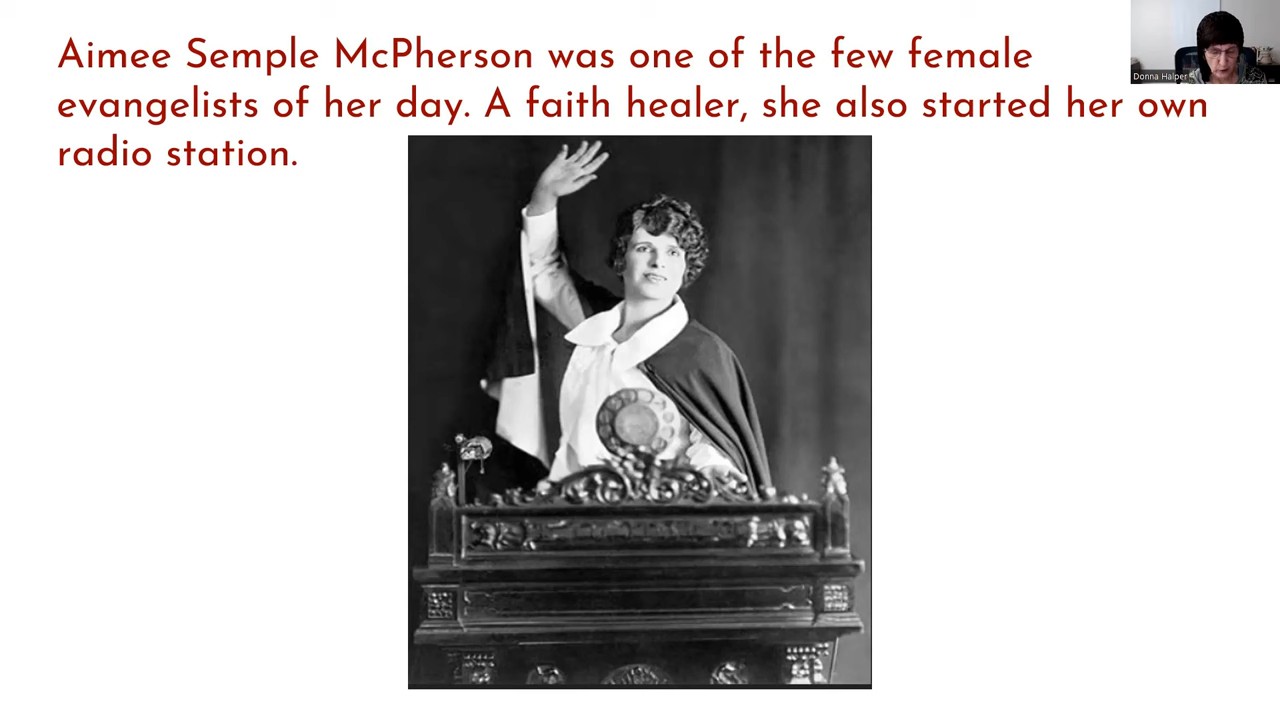 Aimee Semple McPherson was one of the few female
evangelists of her day. A faith healer, she also started her own
radio station.
Donna Halper